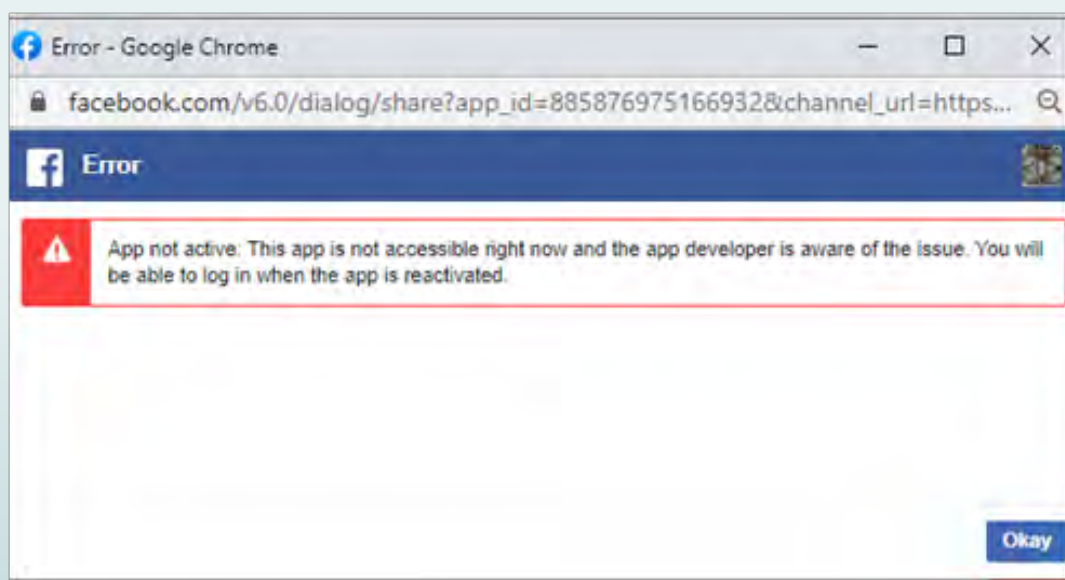 Error - Google Chrome
facebook.com/v6.0/dialog/share?app_id=885876975166932&channel_url=https...
Error
App not active: This app is not accessible right now and the app developer is aware of the issue. You will
be able to log in when the app is reactivated.
Okay